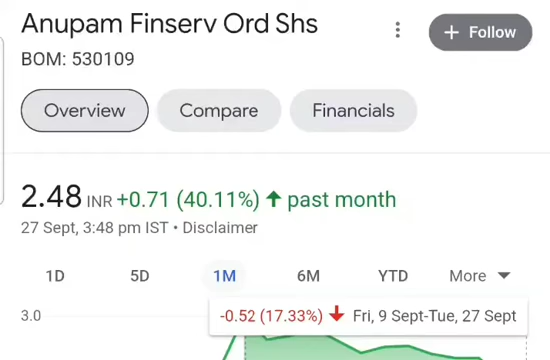 Anupam Finserv Ord Shs
+ Follow
BOM: 530109
Overview
Compare
Financials
2.48 INR +0.71 (40.11%) ↑ past month
27 Sept, 3:48 pm IST • Disclaimer
1D 5D 1M 6M YTD More
-0.52 (17.33%) ↓ Fri, 9 Sept-Tue, 27 Sept
3.0